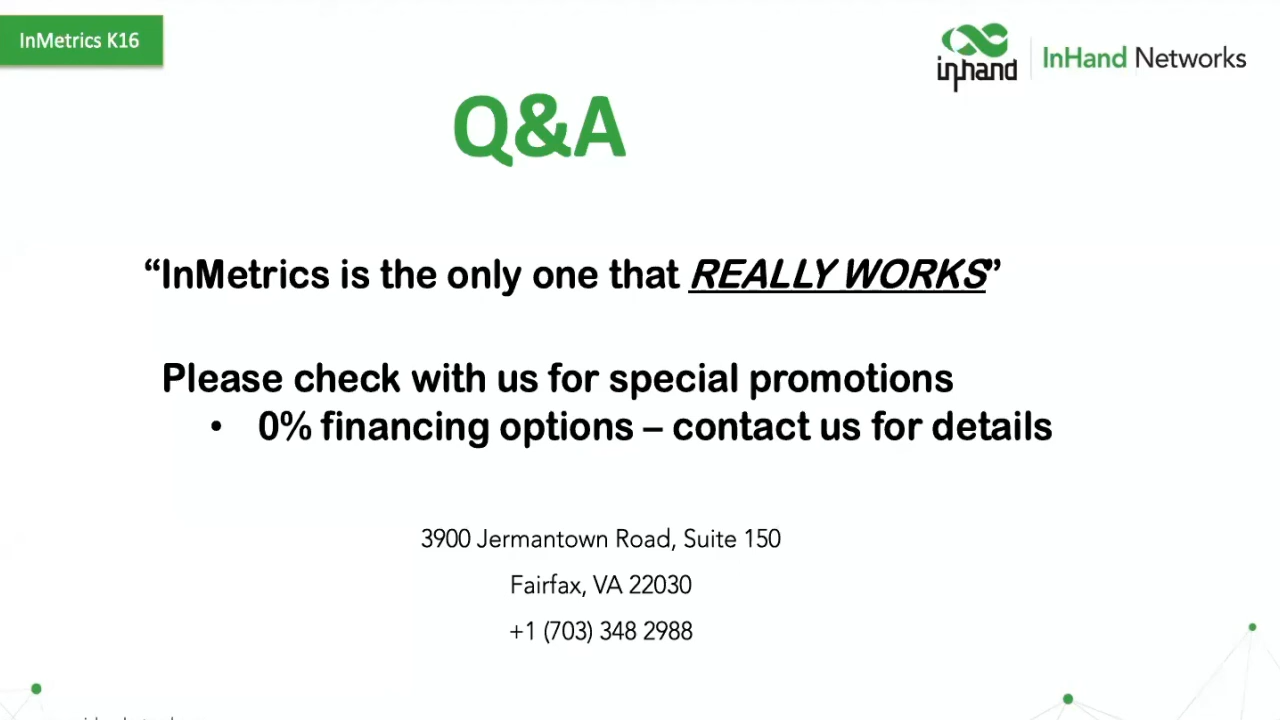 InMetrics K16
inhand
InHand Networks
Q&A
“InMetrics is the only one that REALLY WORKS”
Please check with us for special promotions
• 0% financing options – contact us for details
3900 Jermantown Road, Suite 150
Fairfax, VA 22030
+1 (703) 348 2988